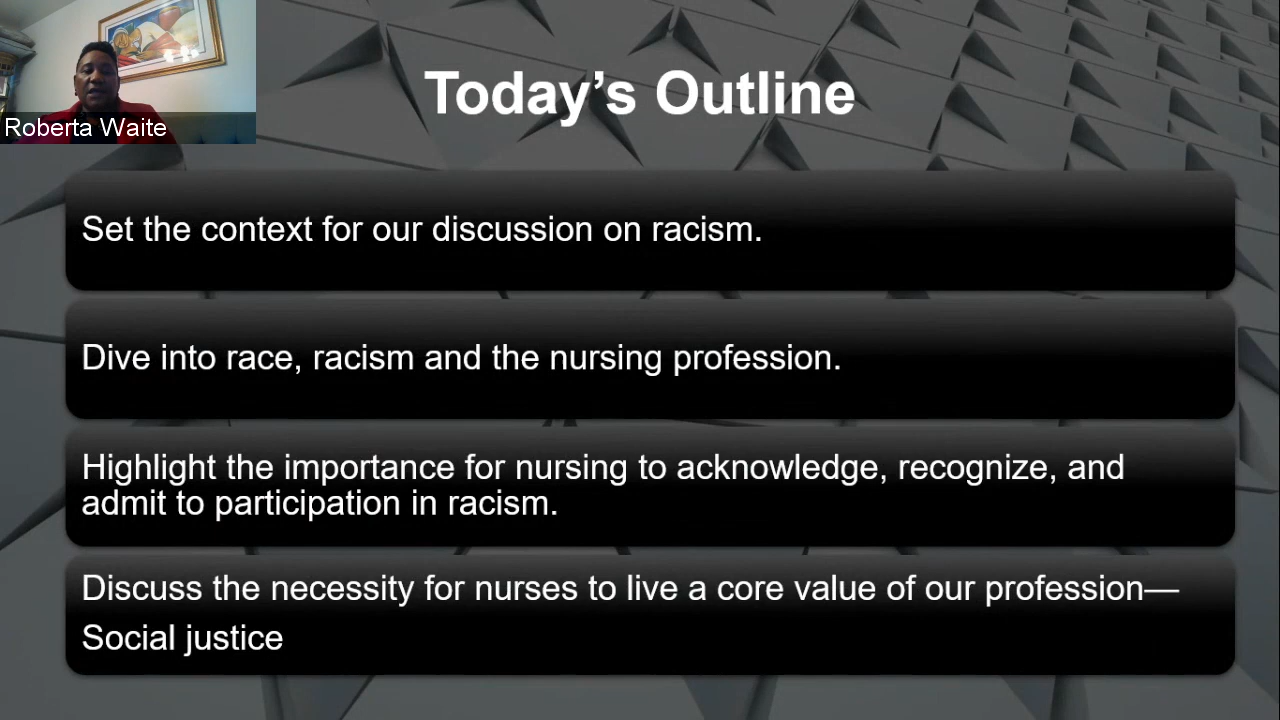 Roberta Waite
Today’s Outline
Set the context for our discussion on racism.
Dive into race, racism and the nursing profession.
Highlight the importance for nursing to acknowledge, recognize, and
admit to participation in racism.
Discuss the necessity for nurses to live a core value of our profession—
Social justice